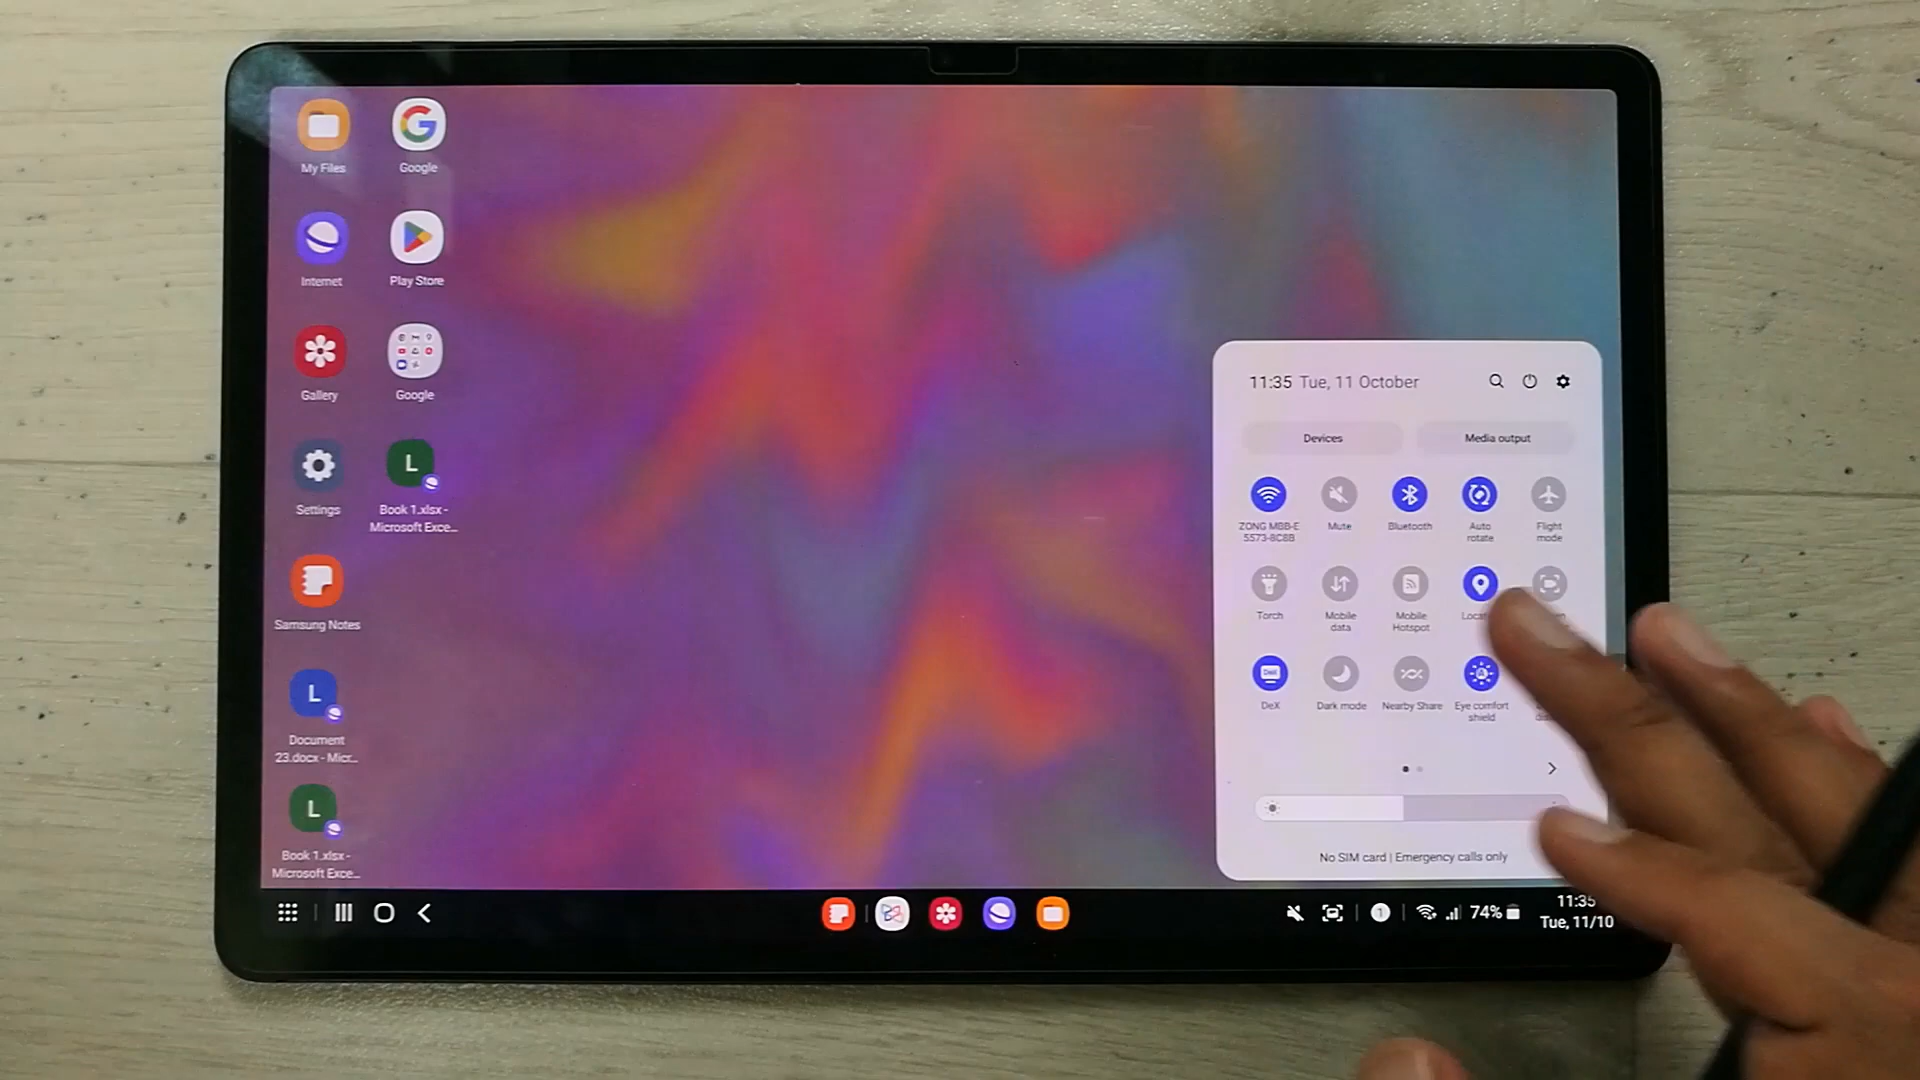 My Files
Google
Internet
Play Store
Gallery
Google
Settings
L
Book 1.xlsx -
Microsoft Exce...
Samsung Notes
L
Document
23.docx - Micr...
L
Book 1.xlsx -
Microsoft Exce...
11:35 Tue, 11 October
Devices
Media output
ZONG MBB-E
5573-8C8B
Mute
Bluetooth
Auto
rotate
Flight
mode
Torch
Mobile
data
Mobile
Hotspot
DeX
DeX
Dark mode
Nearby Share
Eye comfort
shield
No SIM card | Emergency calls only
1
74%
11:35
Tue, 11/10